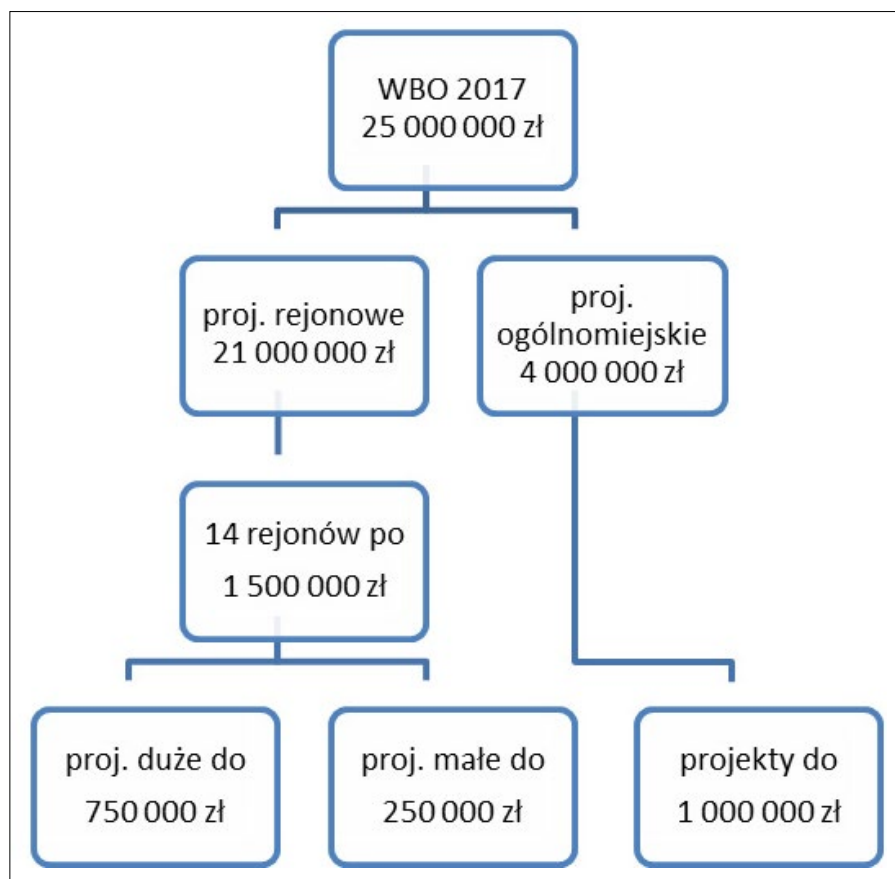 WBO 2017
25 000 000 zł
proj. rejonowe
21 000 000 zł
proj.
ogólnomiejskie
4 000 000 zł
14 rejonów po
1 500 000 zł
proj. duże do
750 000 zł
proj. małe do
250 000 zł
projekty do
1 000 000 zł